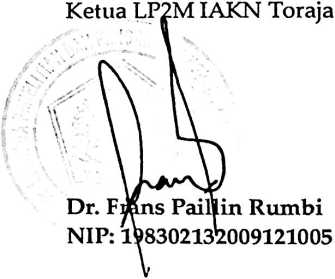 Ketua LP2M IAKN Toraja
Dr. Frans Paillin Rumbi
NIP: 198302132009121005